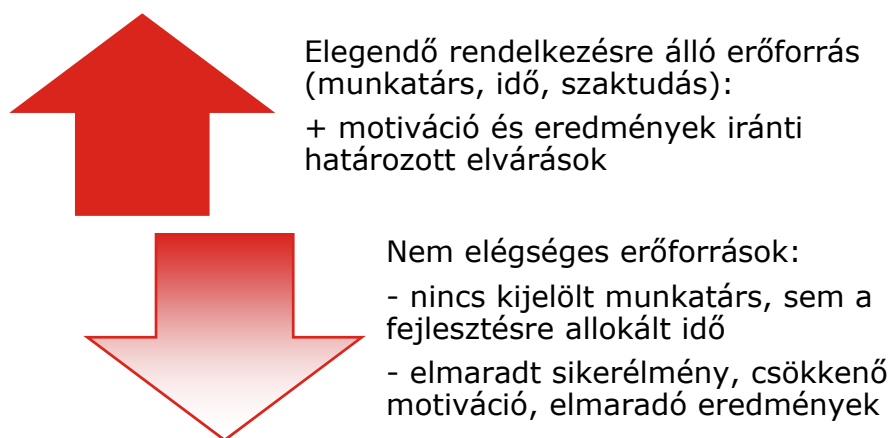 Elegendő rendelkezésre álló erőforrás
(munkatárs, idő, szaktudás):
+ motiváció és eredmények iránti
határozott elvárások
Nem elégséges erőforrások:
- nincs kijelölt munkatárs, sem a
fejlesztésre allokált idő
- elmaradt sikerélmény, csökkenő
motiváció, elmaradó eredmények